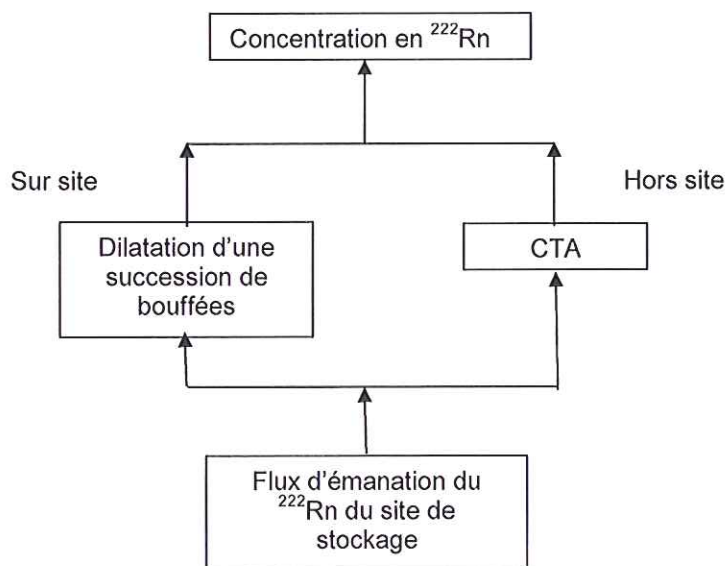 Concentration en ²²²Rn
Sur site
Hors site
Dilatation d'une
succession de
bouffées
CTA
Flux d'émanation du
²²²Rn du site de
stockage